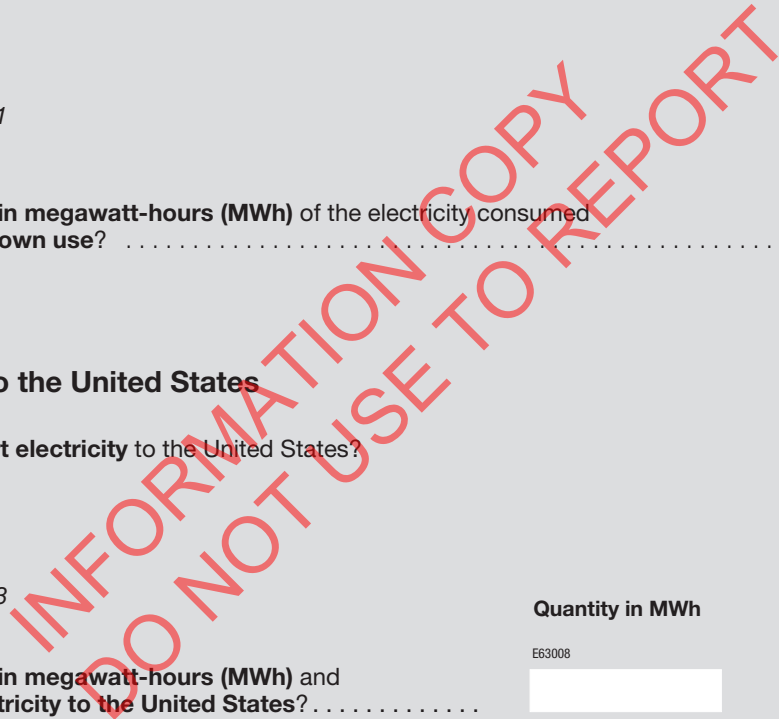 1
in megawatt-hours (MWh) of the electricity consumed
own use? . . . . . . . . . . . . . . . . . . . . . . . . . . . . . . . . . . . . . . . . . . . . . . . .
o the United States
t electricity to the United States?
3
Quantity in MWh
E63008
in megawatt-hours (MWh) and
tricity to the United States? . . . . . . . . . . . . .
INFORMATION COPY
DO NOT USE TO REPORT